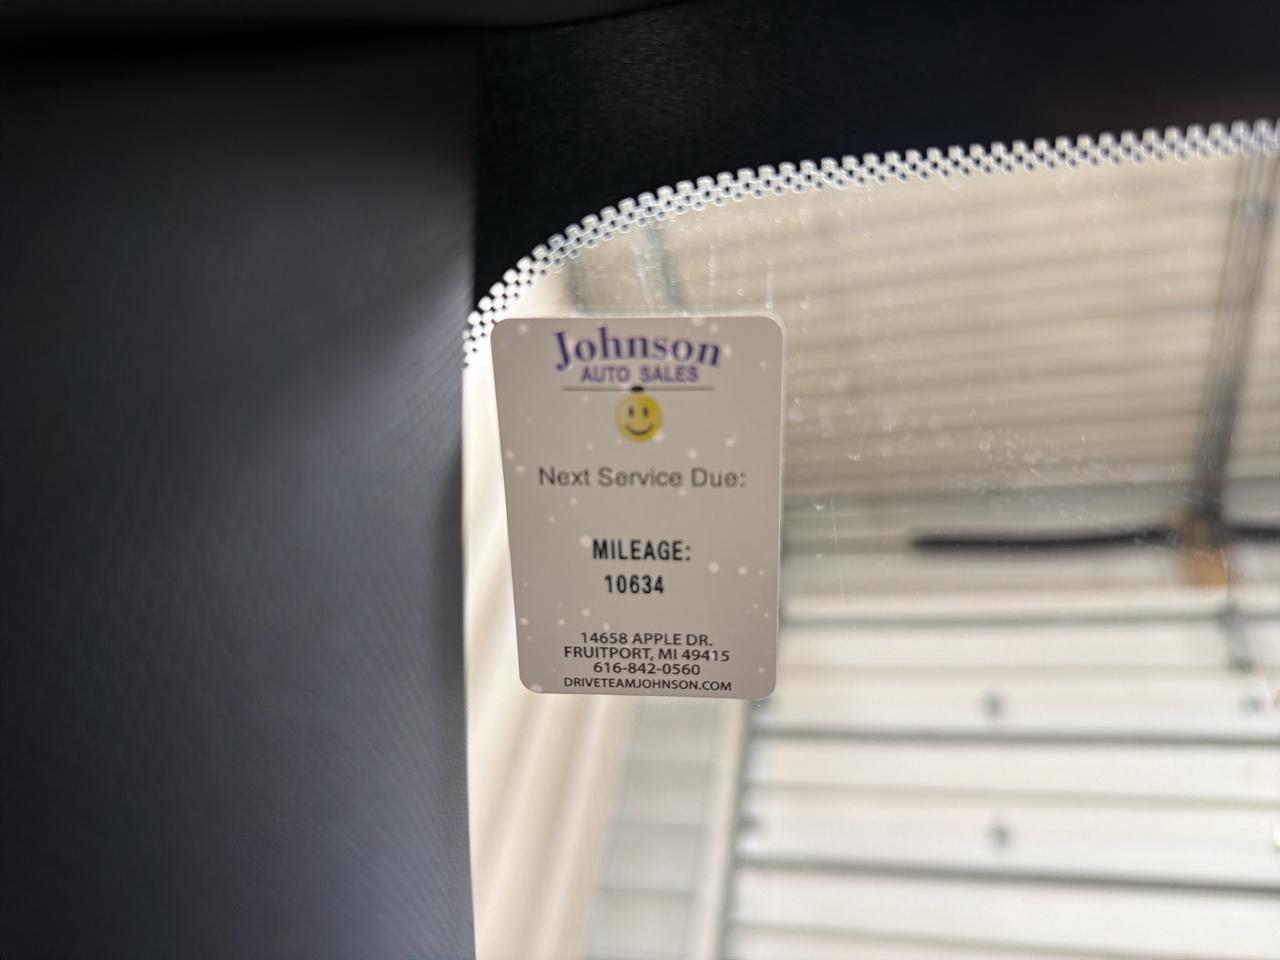 Johnson
AUTO SALES
Next Service Due:
MILEAGE:
10634
14658 APPLE DR.
FRUITPORT, MI 49415
616-842-0560
DRIVETEAMJOHNSON.COM